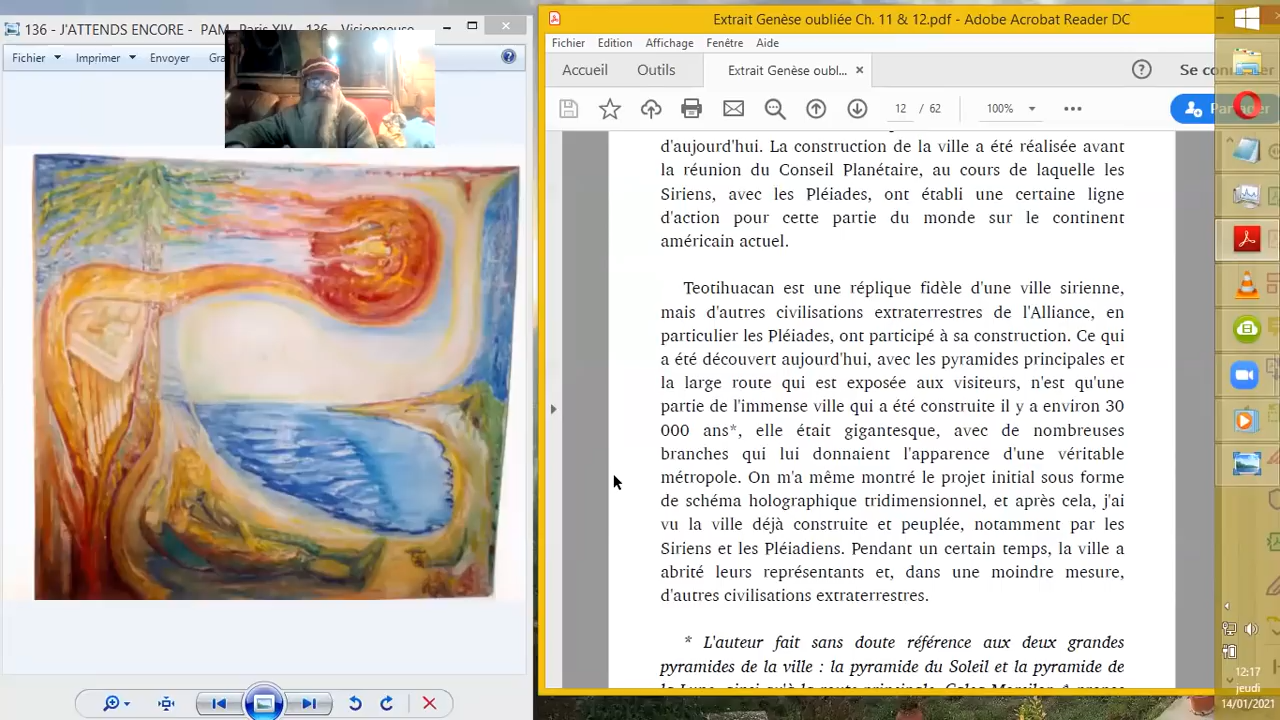 136 - J'ATTENDS ENCORE - PAM Paris XIV - 136 - Visionneuse...
Fichier Imprimer Envoyer
Extrait Genèse oubliée Ch. 11 & 12.pdf - Adobe Acrobat Reader DC
Fichier Edition Affichage Fenêtre Aide
Accueil Outils Extrait Genèse oubl...
12 / 62 100%
d'aujourd'hui. La construction de la ville a été réalisée avant
la réunion du Conseil Planétaire, au cours de laquelle les
Siriens, avec les Pléiades, ont établi une certaine ligne
d'action pour cette partie du monde sur le continent
américain actuel.
Teotihuacan est une réplique fidèle d'une ville sirienne,
mais d'autres civilisations extraterrestres de l'Alliance, en
particulier les Pléiades, ont participé à sa construction. Ce qui
a été découvert aujourd'hui, avec les pyramides principales et
la large route qui est exposée aux visiteurs, n'est qu'une
partie de l'immense ville qui a été construite il y a environ 30
000 ans*, elle était gigantesque, avec de nombreuses
branches qui lui donnaient l'apparence d'une véritable
métropole. On m'a même montré le projet initial sous forme
de schéma holographique tridimensionnel, et après cela, j'ai
vu la ville déjà construite et peuplée, notamment par les
Siriens et les Pléiadiens. Pendant un certain temps, la ville a
abrité leurs représentants et, dans une moindre mesure,
d'autres civilisations extraterrestres.
* L'auteur fait sans doute référence aux deux grandes
pyramides de la ville : la pyramide du Soleil et la pyramide de
12:17
jeudi
14/01/2021